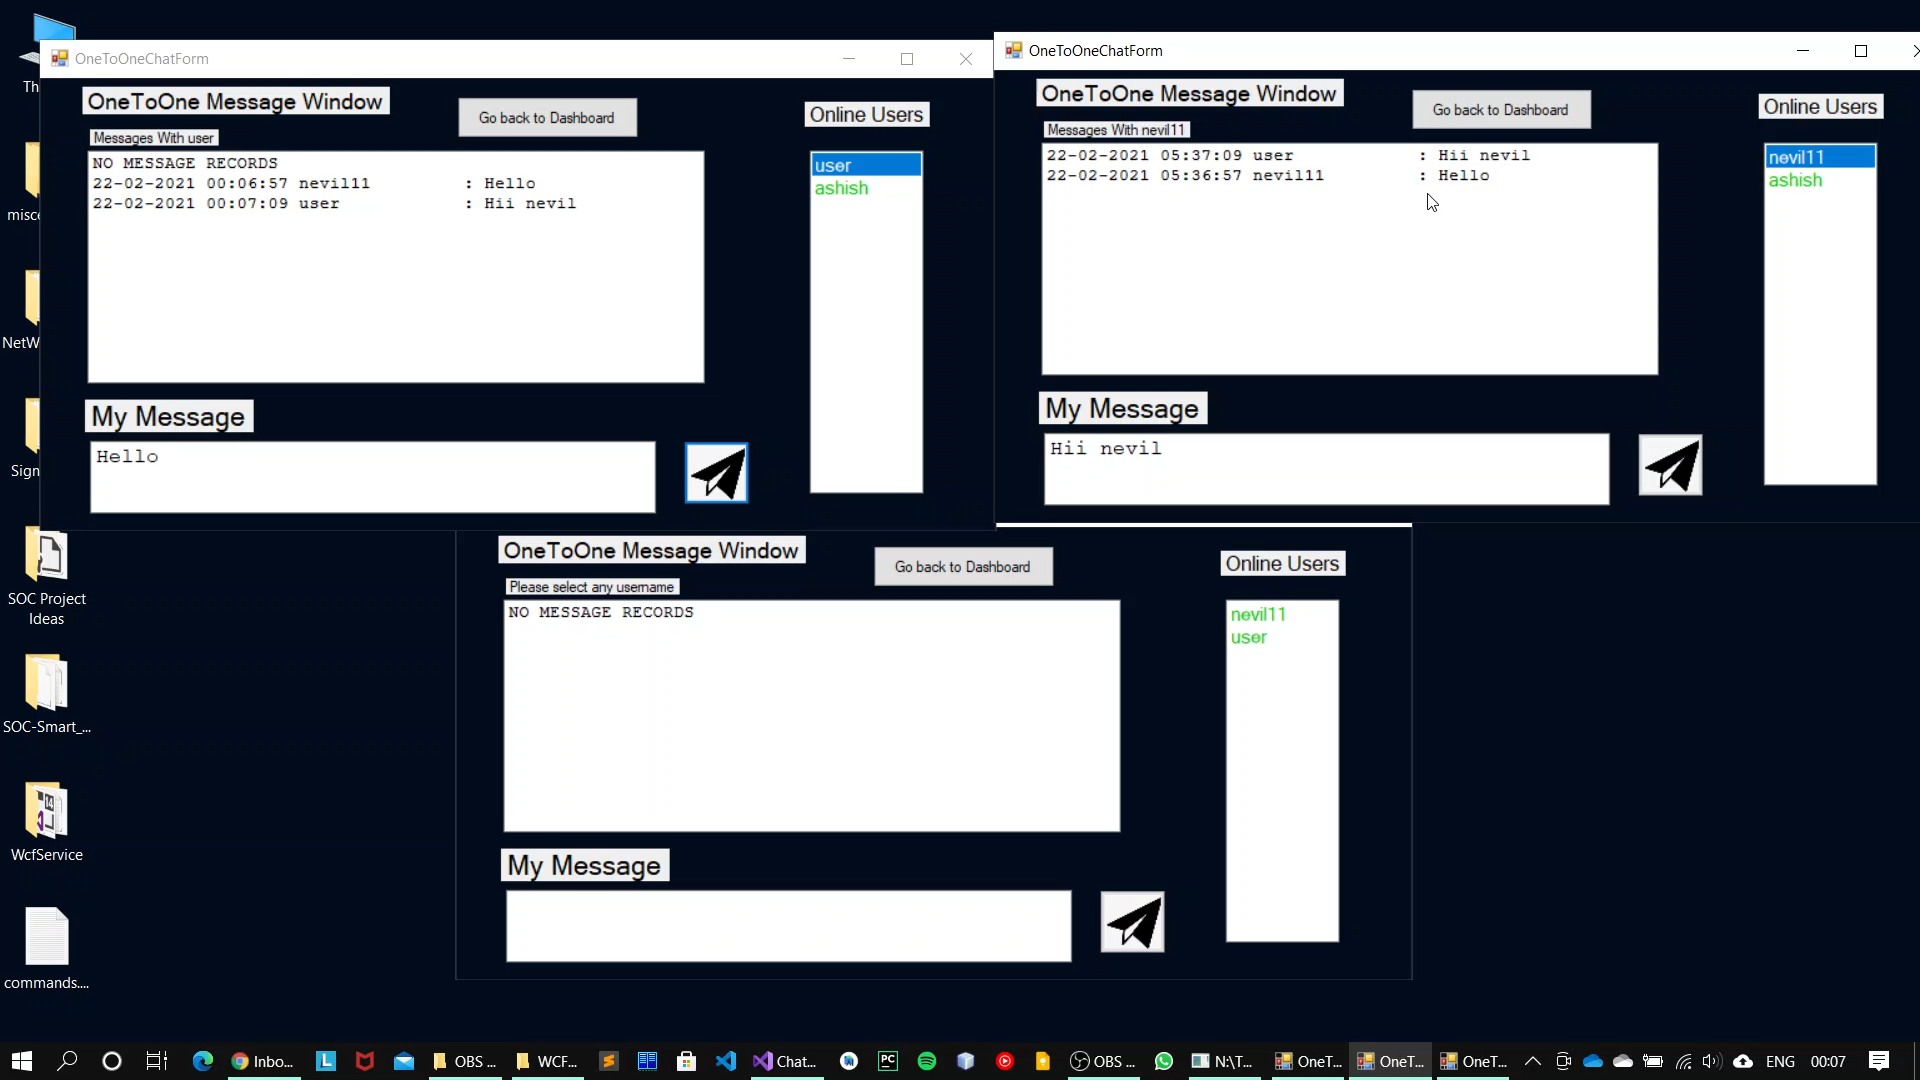 OneToOneChatForm
OneToOne Message Window
Go back to Dashboard
Online Users
Messages With user
NO MESSAGE RECORDS
22-02-2021 00:06:57 nevil11 : Hello
22-02-2021 00:07:09 user : Hii nevil
user
ashish
My Message
Hello
OneToOneChatForm
OneToOne Message Window
Go back to Dashboard
Online Users
Messages With nevil11
22-02-2021 05:37:09 user : Hii nevil
22-02-2021 05:36:57 nevil11 : Hello
nevil11
ashish
My Message
Hii nevil
OneToOne Message Window
Go back to Dashboard
Online Users
Please select any username
NO MESSAGE RECORDS
nevil11
user
My Message
Th
misce
NetW
Sign
SOC Project
Ideas
SOC-Smart_...
WcfService
commands....
Inbo...
L
OBS ...
WCF...
Chat...
PC
OBS ...
N:\T...
OneT...
OneT...
OneT...
ENG
00:07